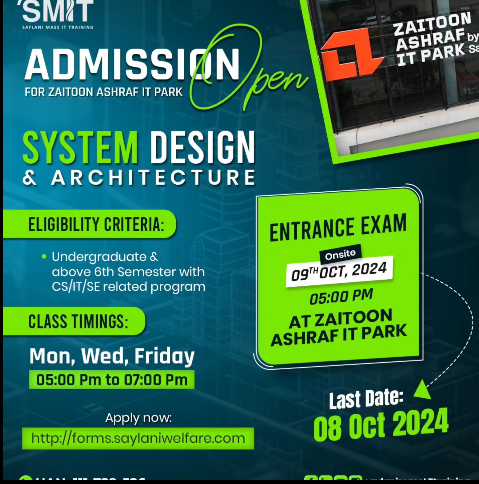 SMIT
SAYLANI MASS IT TRAINING
ZAITOON
ASHRAF by
IT PARK Sa
ADMISSION
Open
FOR ZAITOON ASHRAF IT PARK
SYSTEM DESIGN
& ARCHITECTURE
ELIGIBILITY CRITERIA:
• Undergraduate &
above 6th Semester with
CS/IT/SE related program
CLASS TIMINGS:
Mon, Wed, Friday
05:00 Pm to 07:00 Pm
Apply now:
http://forms.saylaniwelfare.com
ENTRANCE EXAM
Onsite
09TH OCT, 2024
05:00 PM
AT ZAITOON
ASHRAF IT PARK
Last Date:
08 Oct 2024